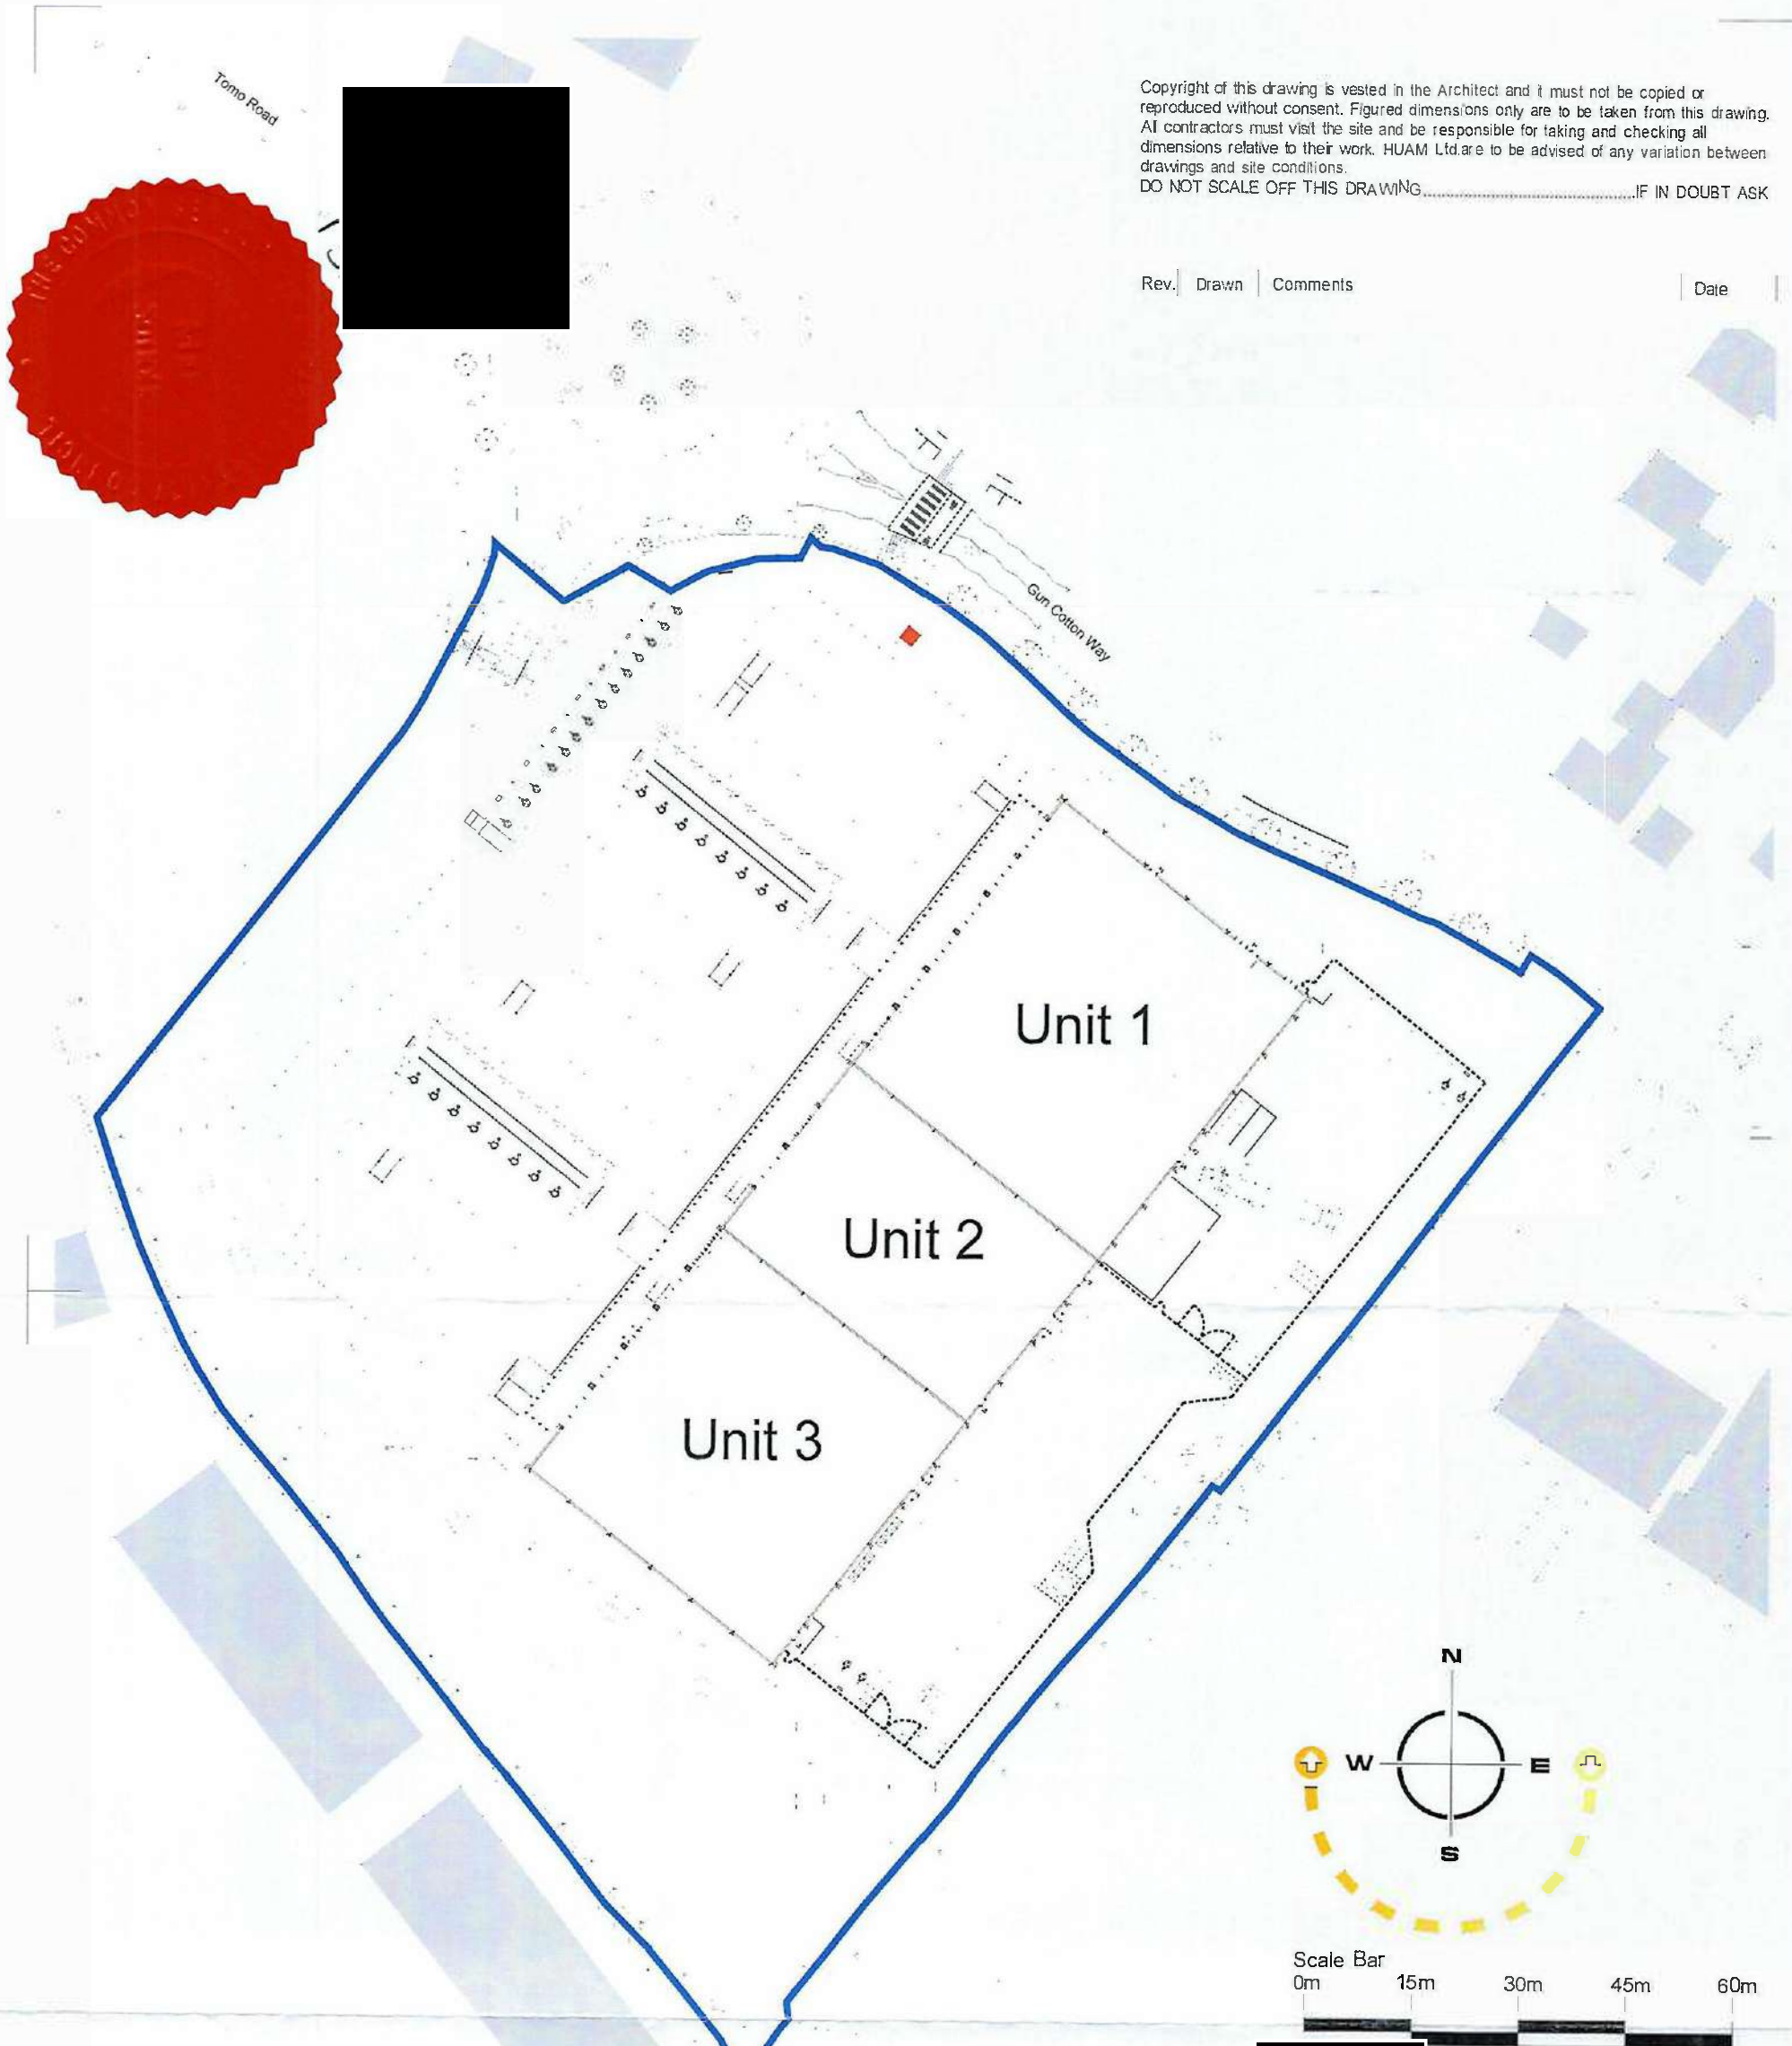 Tomo Road
Copyright of this drawing is vested in the Architect and it must not be copied or
reproduced without consent. Figured dimensions only are to be taken from this drawing.
All contractors must visit the site and be responsible for taking and checking all
dimensions relative to their work. HUAM Ltd.are to be advised of any variation between
drawings and site conditions.
DO NOT SCALE OFF THIS DRAWING..........................................IF IN DOUBT ASK
Rev. Drawn Comments Date
THE COMMON
Gun Cotton Way
Unit 1
Unit 2
Unit 3
N
W E
S
Scale Bar
0m 15m 30m 45m 60m